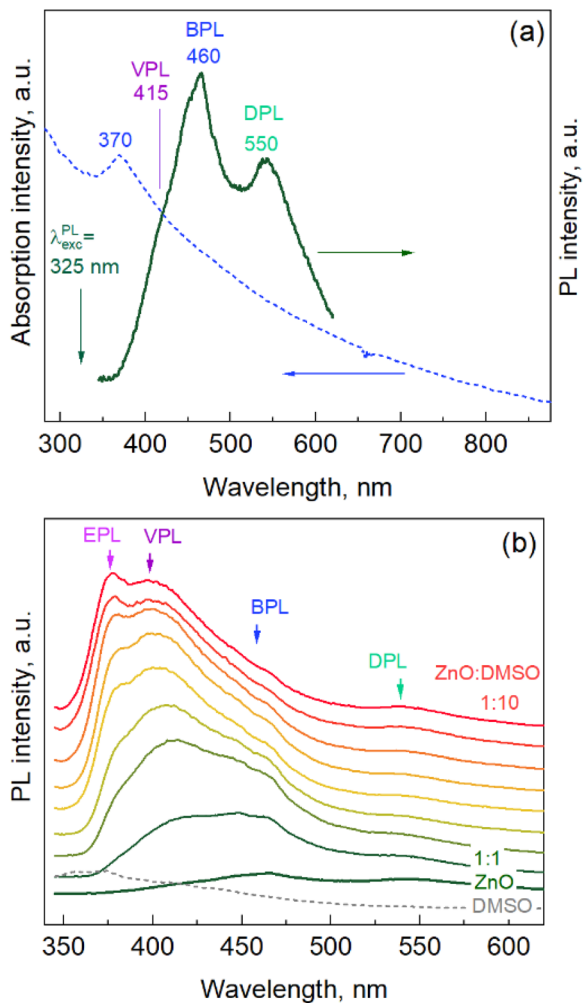 (a)
BPL
460
VPL
415
DPL
550
370
λPLexc=
325 nm
Absorption intensity, a.u.
PL intensity, a.u.
300 400 500 600 700 800
Wavelength, nm
(b)
EPL VPL
BPL
DPL
ZnO:DMSO
1:10
1:1
ZnO
DMSO
PL intensity, a.u.
350 400 450 500 550 600
Wavelength, nm